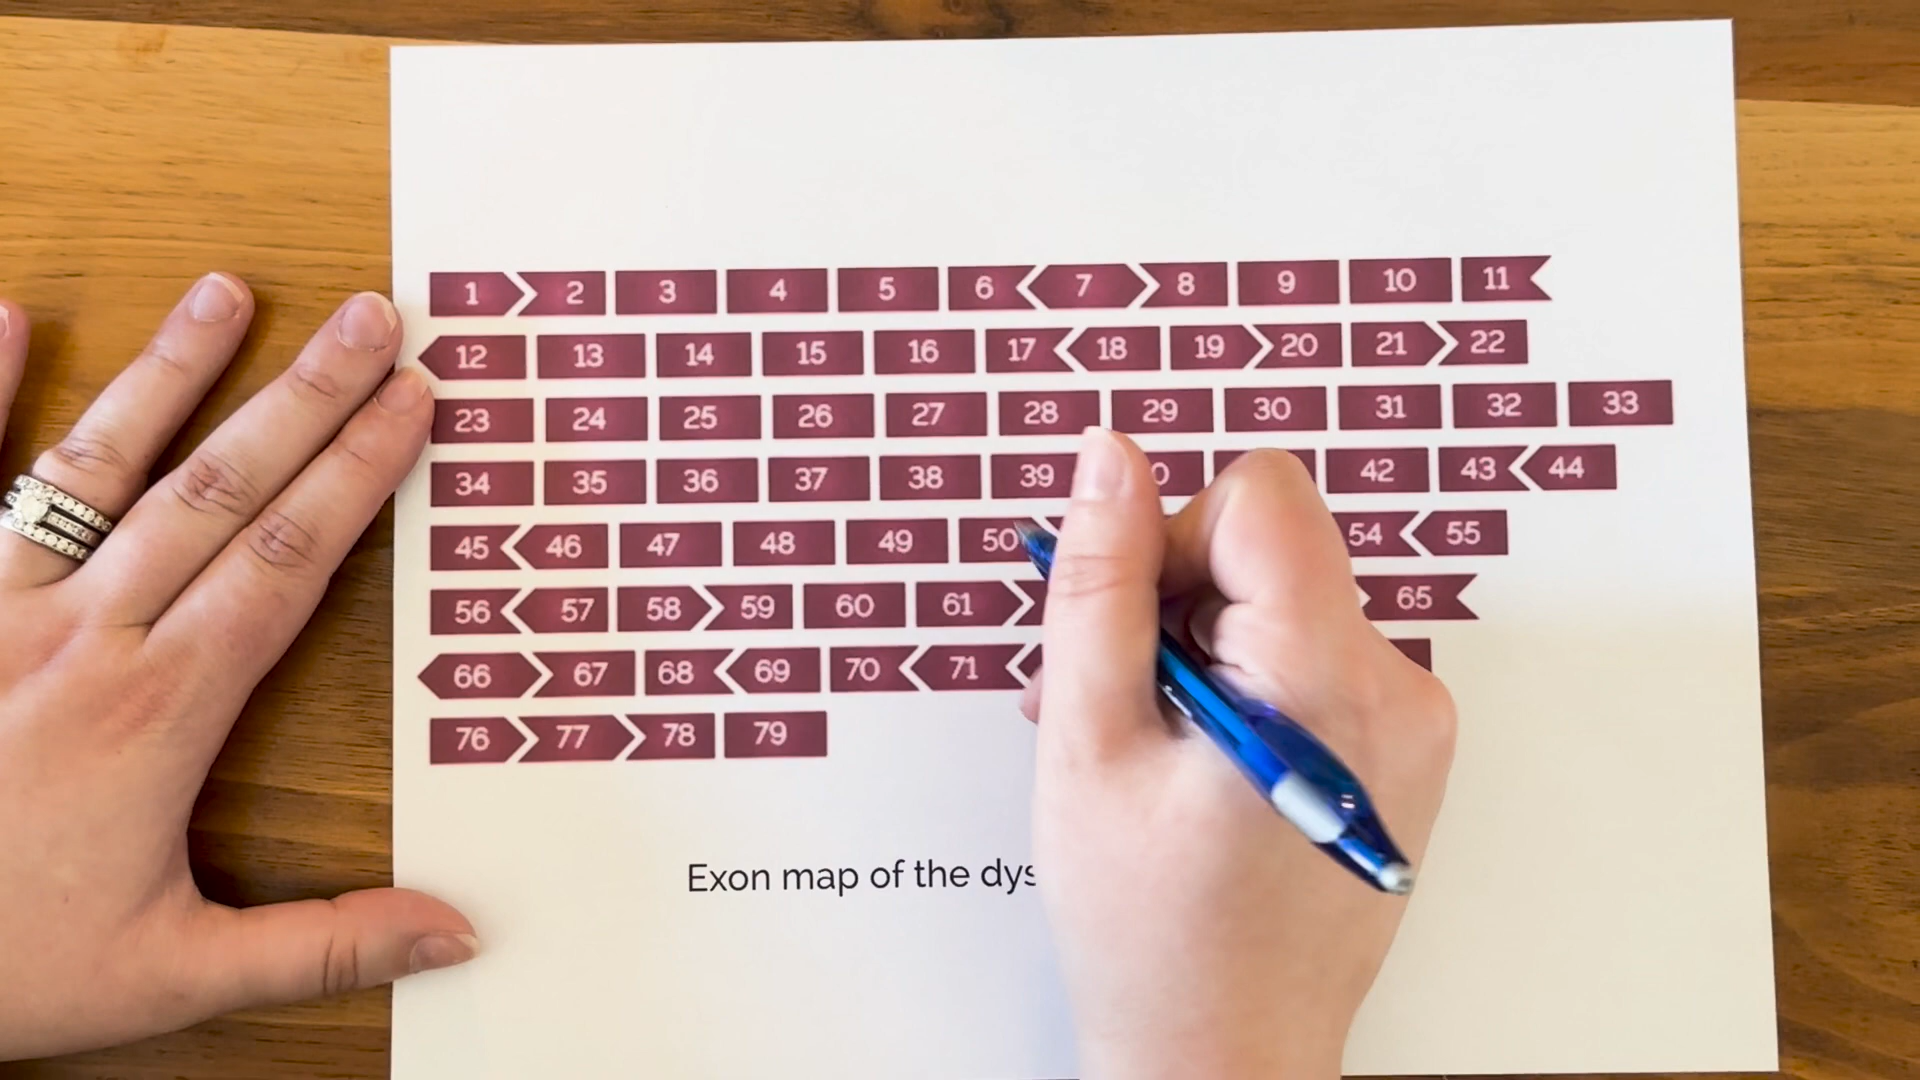 1 2 3 4 5 6 7 8 9 10 11
12 13 14 15 16 17 18 19 20 21 22
23 24 25 26 27 28 29 30 31 32 33
34 35 36 37 38 39 0 42 43 44
45 46 47 48 49 50 54 55
56 57 58 59 60 61 65
66 67 68 69 70 71
76 77 78 79
Exon map of the dys